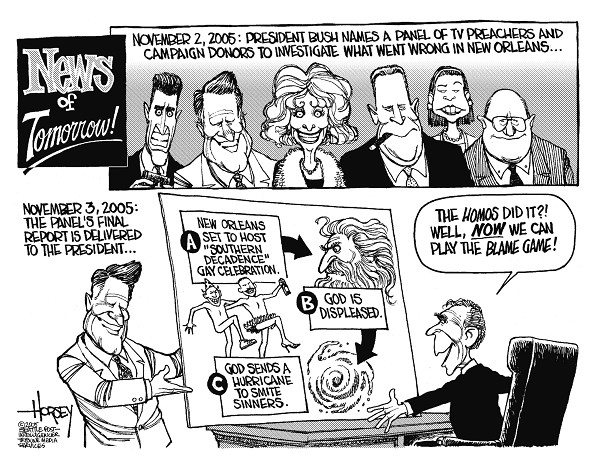 News
of
Tomorrow!
NOVEMBER 2, 2005: PRESIDENT BUSH NAMES A PANEL OF TV PREACHERS AND
CAMPAIGN DONORS TO INVESTIGATE WHAT WENT WRONG IN NEW ORLEANS...
NOVEMBER 3, 2005:
THE PANEL'S FINAL
REPORT IS DELIVERED
TO THE PRESIDENT...
A
NEW ORLEANS
SET TO HOST
"SOUTHERN
DECADENCE"
GAY CELEBRATION.
B
GOD IS
DISPLEASED.
C
GOD SENDS A
HURRICANE
TO SMITE
SINNERS.
THE HOMOS DID IT?!
WELL, NOW WE CAN
PLAY THE BLAME GAME!
HORSEY
©2005
SEATTLE POST-
INTELLIGENCER
TRIBUNE MEDIA
SERVICES